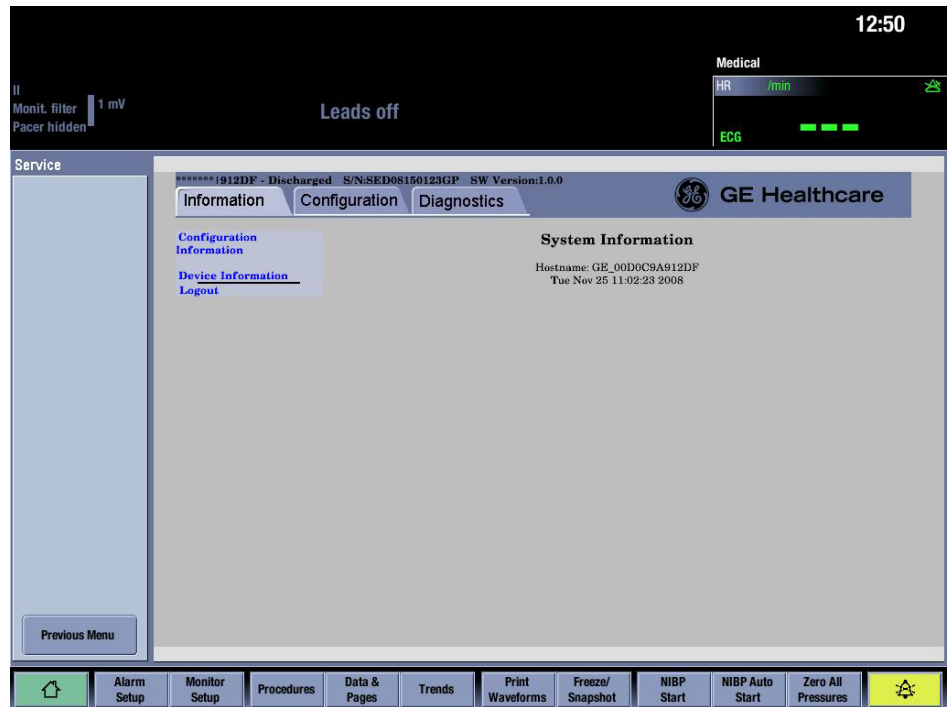 12:50
Medical
HR /min
II
Monit. filter
1 mV
Pacer hidden
Leads off
ECG
Service
*******|912DF - Discharged S/N:SED08150123GP SW Version:1.0.0
Information Configuration Diagnostics
GE Healthcare
Configuration
Information
Device Information
Logout
System Information
Hostname: GE_00D0C9A912DF
Tue Nov 25 11:02:23 2008
Previous Menu
Alarm
Setup
Monitor
Setup
Procedures
Data &
Pages
Trends
Print
Waveforms
Freeze/
Snapshot
NIBP
Start
NIBP Auto
Start
Zero All
Pressures